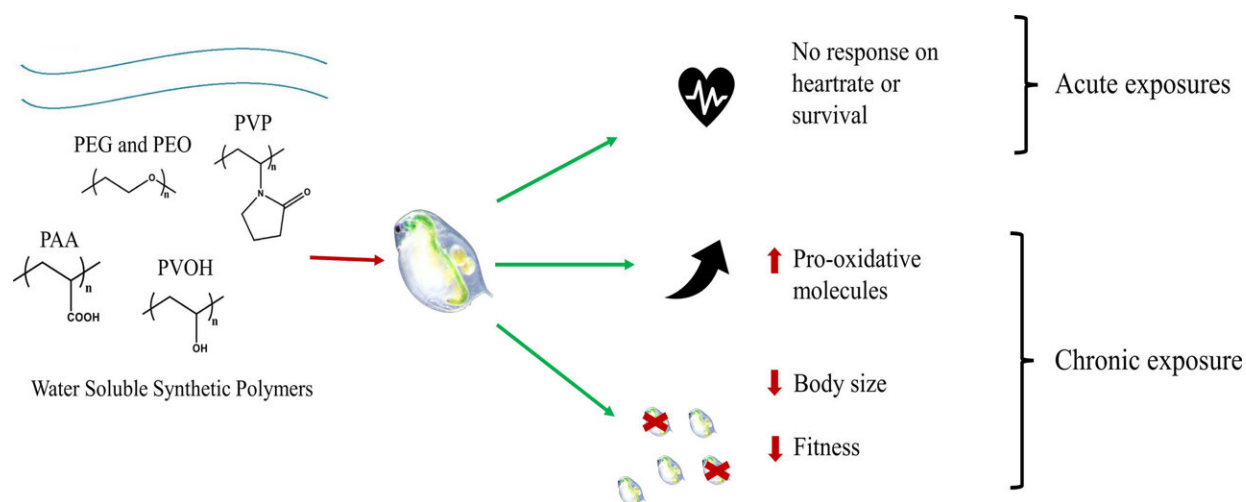 PEG and PEO
PVP
O
n
n
N
O
PAA
PVOH
n
COOH
n
OH
Water Soluble Synthetic Polymers
No response on
heartrate or
survival
Acute exposures
Pro-oxidative
molecules
Body size
Fitness
Chronic exposure